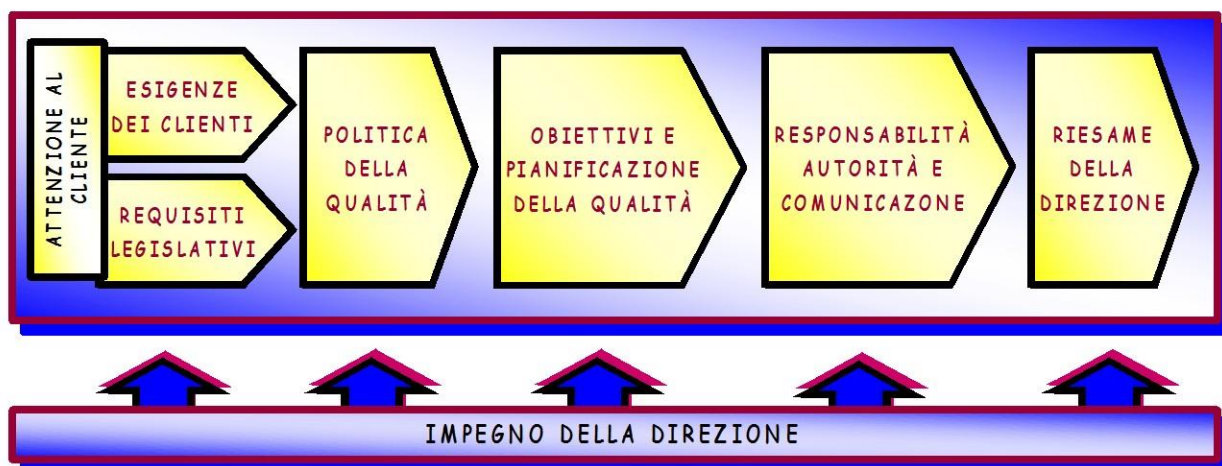 ATTENZIONE AL
CLIENTE
ESIGENZE
DEI CLIENTI
REQUISITI
LEGISLATIVI
POLITICA
DELLA
QUALITÀ
OBIETTIVI E
PIANIFICAZIONE
DELLA QUALITÀ
RESPONSABILITÀ
AUTORITÀ E
COMUNICAZONE
RIESAME
DELLA
DIREZIONE
IMPEGNO DELLA DIREZIONE